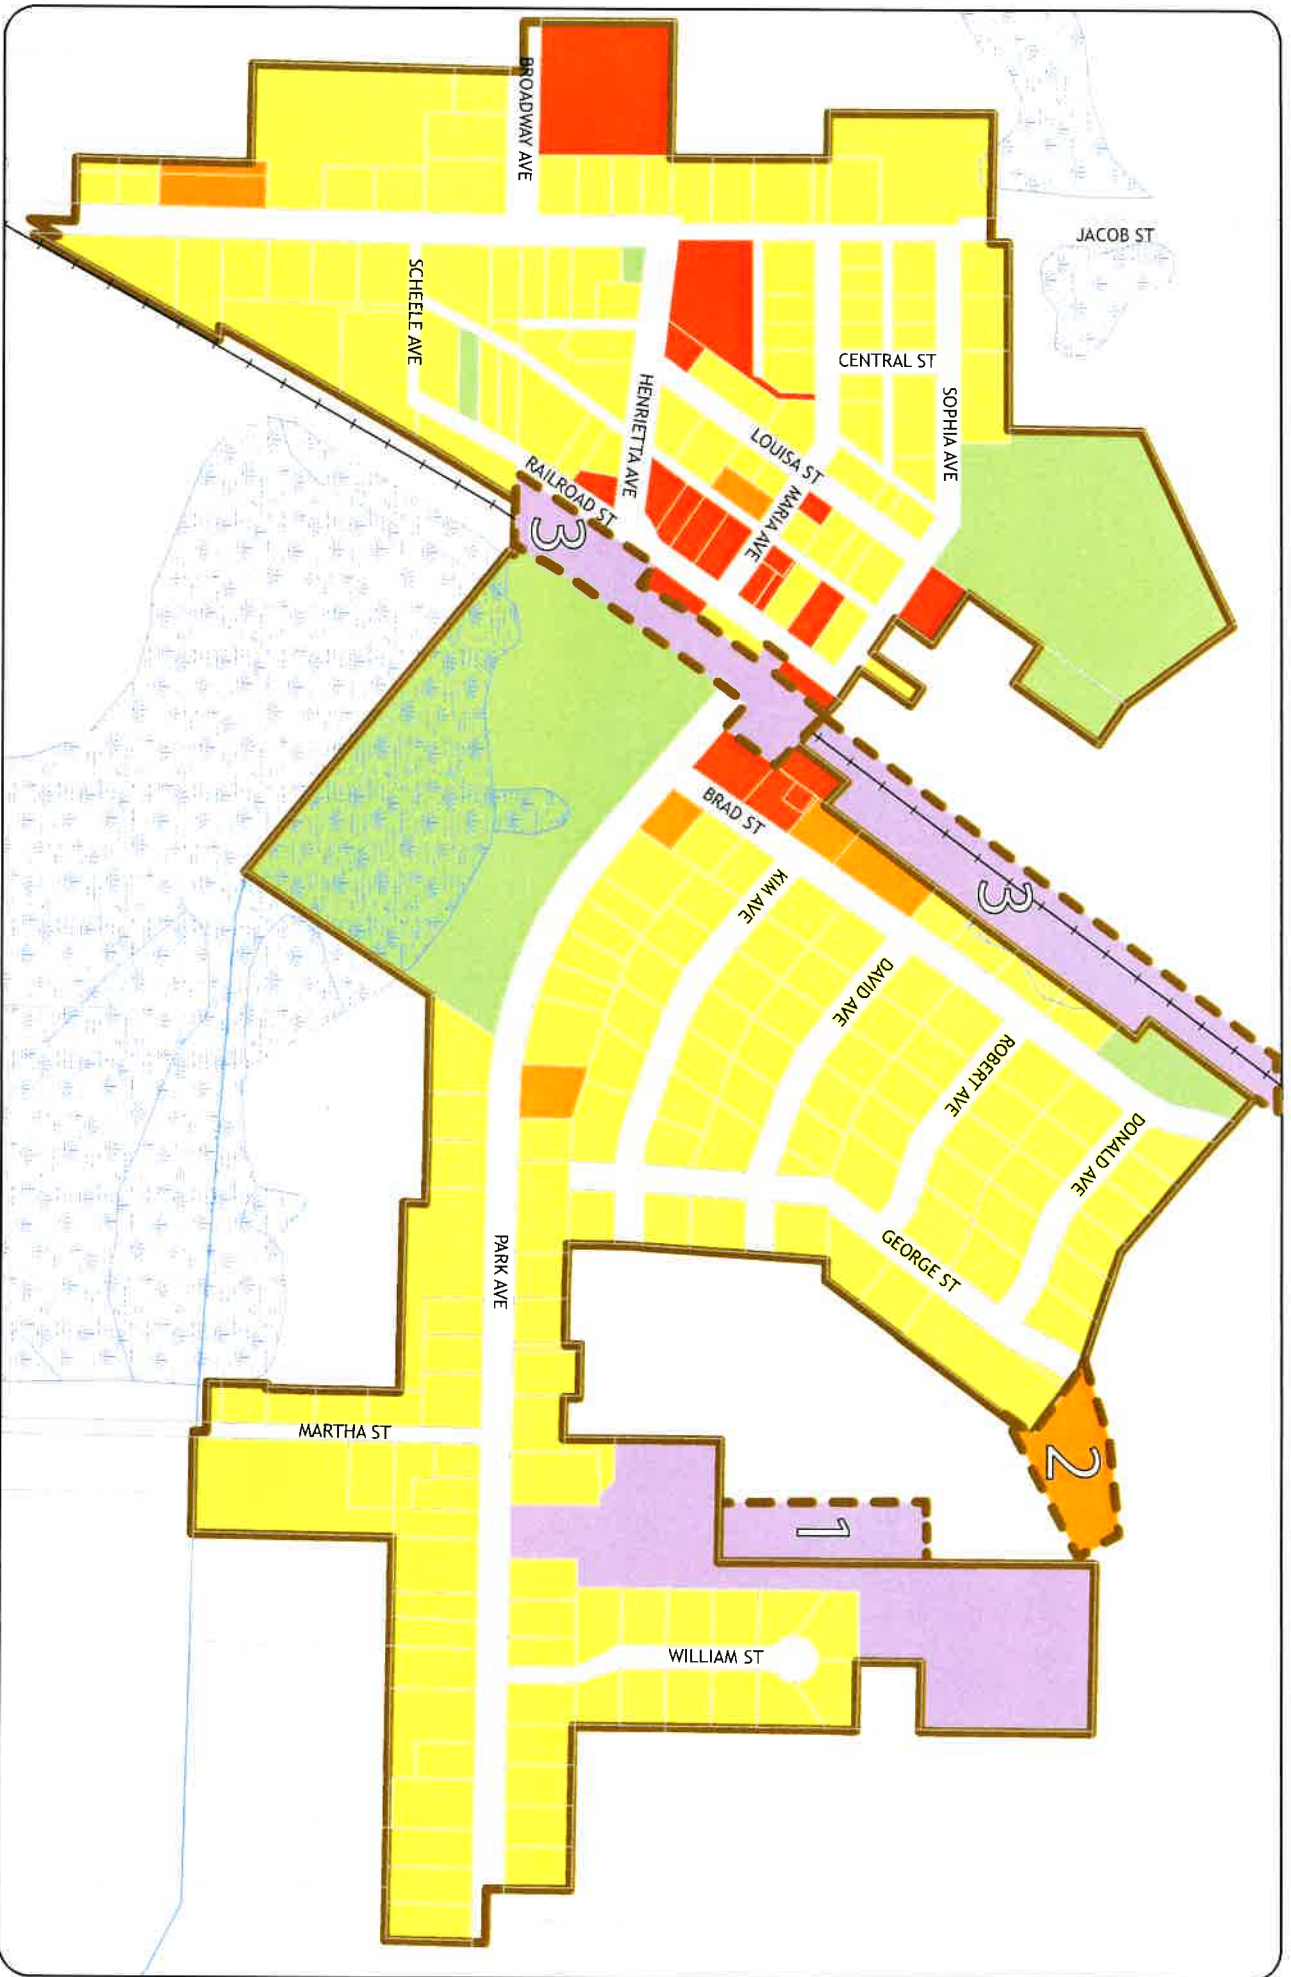 BROADWAY AVE
JACOB ST
SCHEELE AVE
CENTRAL ST
SOPHIA AVE
HENRIETTA AVE
LOUISA ST
RAILROAD ST
MARIA AVE
3
BRAD ST
3
KIM AVE
DAVID AVE
ROBERT AVE
DONALD AVE
GEORGE ST
PARK AVE
MARTHA ST
2
1
WILLIAM ST